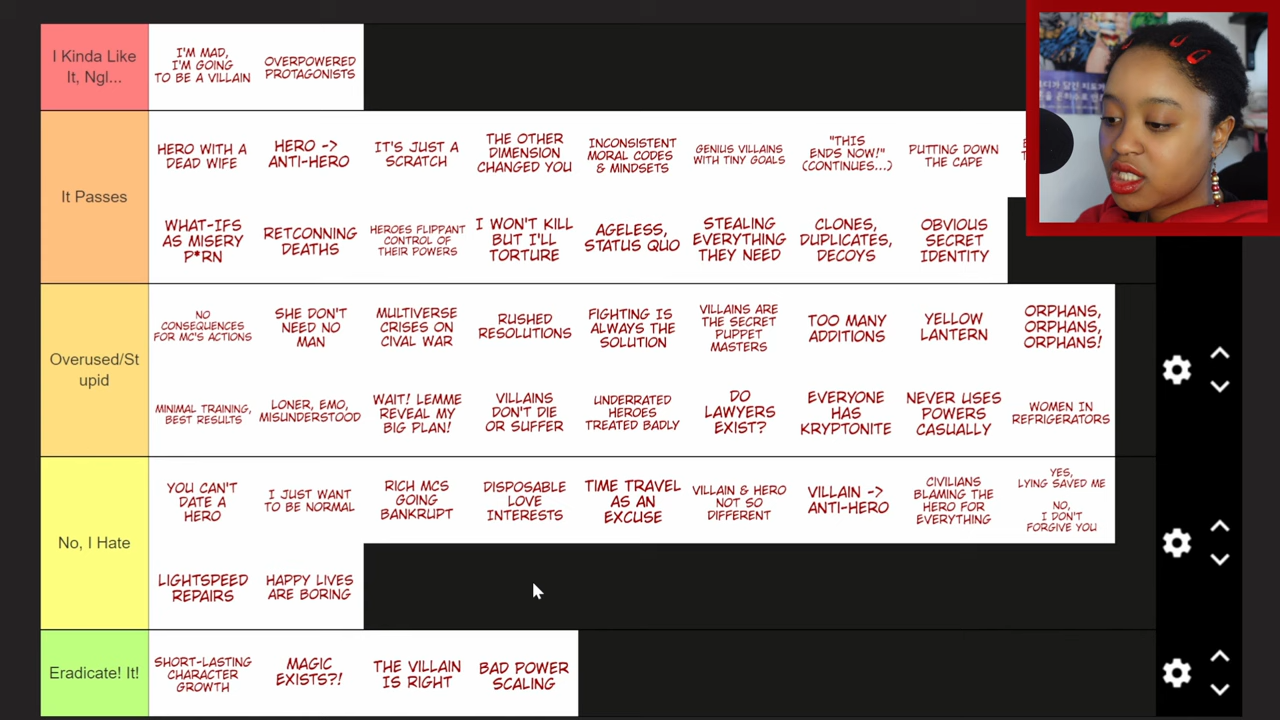 I Kinda Like
It, Ngl...
I'M MAD,
I'M GOING
TO BE A VILLAIN
OVERPOWERED
PROTAGONISTS
It Passes
HERO WITH A
DEAD WIFE
HERO ->
ANTI-HERO
IT'S JUST A
SCRATCH
THE OTHER
DIMENSION
CHANGED YOU
INCONSISTENT
MORAL CODES
& MINDSETS
GENIUS VILLAINS
WITH TINY GOALS
"THIS
ENDS NOW!"
(CONTINUES...)
PUTTING DOWN
THE CAPE
WHAT-IFS
AS MISERY
P*RN
RETCONNING
DEATHS
HEROES FLIPPANT
CONTROL OF
THEIR POWERS
I WON'T KILL
BUT I'LL
TORTURE
AGELESS,
STATUS QUO
STEALING
EVERYTHING
THEY NEED
CLONES,
DUPLICATES,
DECOYS
OBVIOUS
SECRET
IDENTITY
Overused/St
upid
NO
CONSEQUENCES
FOR MC'S ACTIONS
SHE DON'T
NEED NO
MAN
MULTIVERSE
CRISES ON
CIVAL WAR
RUSHED
RESOLUTIONS
FIGHTING IS
ALWAYS THE
SOLUTION
VILLAINS ARE
THE SECRET
PUPPET
MASTERS
TOO MANY
ADDITIONS
YELLOW
LANTERN
ORPHANS,
ORPHANS,
ORPHANS!
MINIMAL TRAINING,
BEST RESULTS
LONER, EMO,
MISUNDERSTOOD
WAIT! LEMME
REVEAL MY
BIG PLAN!
VILLAINS
DON'T DIE
OR SUFFER
UNDERRATED
HEROES
TREATED BADLY
DO
LAWYERS
EXIST?
EVERYONE
HAS
KRYPTONITE
NEVER USES
POWERS
CASUALLY
WOMEN IN
REFRIGERATORS
No, I Hate
YOU CAN'T
DATE A
HERO
I JUST WANT
TO BE NORMAL
RICH MCS
GOING
BANKRUPT
DISPOSABLE
LOVE
INTERESTS
TIME TRAVEL
AS AN
EXCUSE
VILLAIN & HERO
NOT SO
DIFFERENT
VILLAIN ->
ANTI-HERO
CIVILIANS
BLAMING THE
HERO FOR
EVERYTHING
YES,
LYING SAVED ME
NO,
I DON'T
FORGIVE YOU
LIGHTSPEED
REPAIRS
HAPPY LIVES
ARE BORING
Eradicate! It!
SHORT-LASTING
CHARACTER
GROWTH
MAGIC
EXISTS?!
THE VILLAIN
IS RIGHT
BAD POWER
SCALING